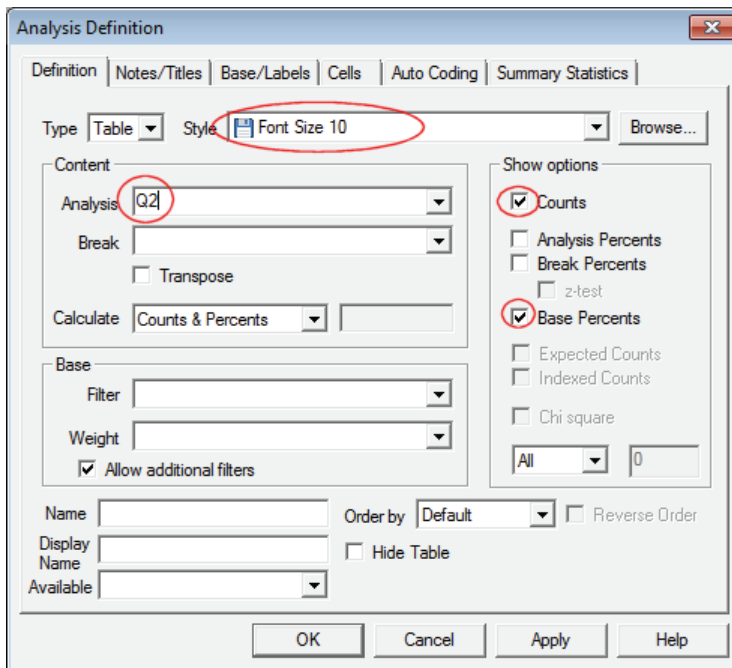 Analysis Definition
Definition Notes/Titles Base/Labels Cells Auto Coding Summary Statistics
Type Table Style Font Size 10 Browse...
Content
Analysis Q2
Break
Transpose
Calculate Counts & Percents
Show options
Counts
Analysis Percents
Break Percents
z-test
Base Percents
Expected Counts
Indexed Counts
Chi square
All 0
Base
Filter
Weight
Allow additional filters
Name
Display
Name
Available
Order by Default Reverse Order
Hide Table
OK Cancel Apply Help